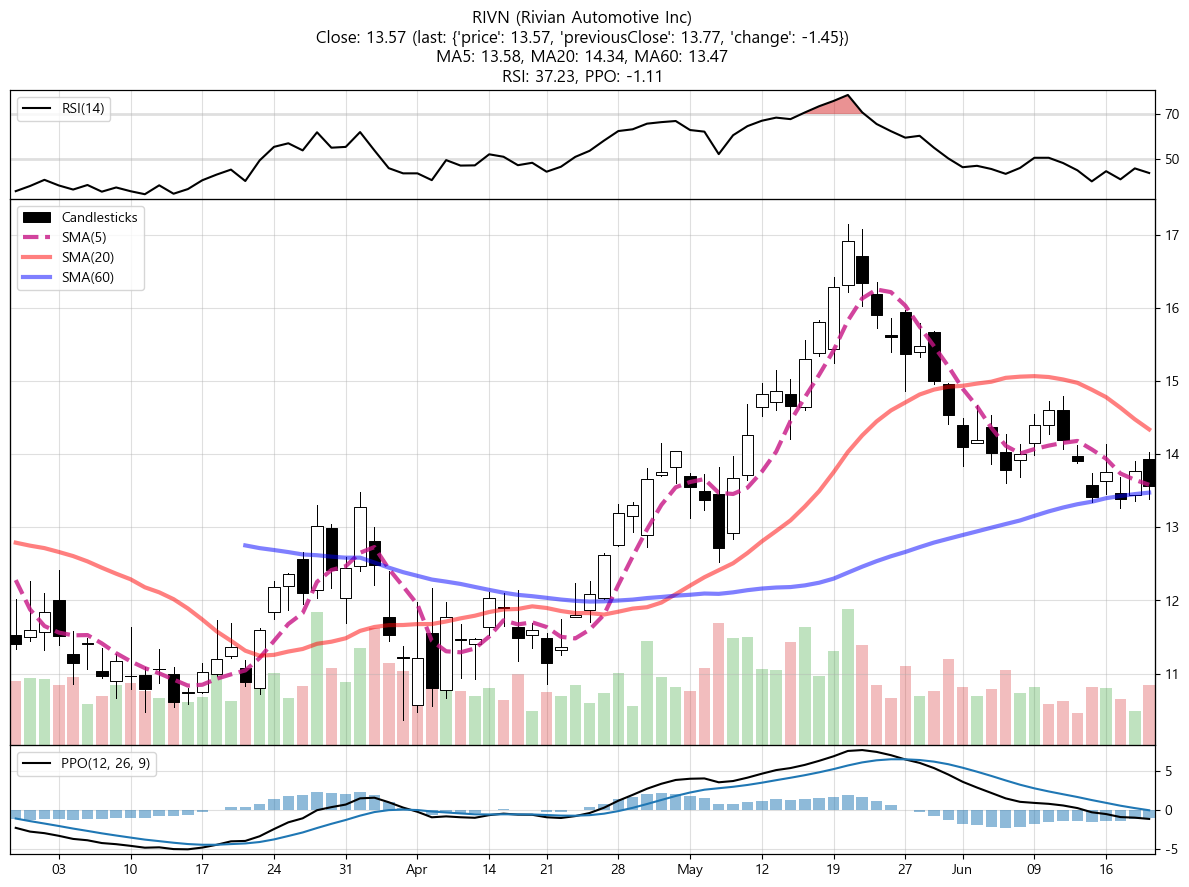 RIVN (Rivian Automotive Inc)
Close: 13.57 (last: {'price': 13.57, 'previousClose': 13.77, 'change': -1.45})
MA5: 13.58, MA20: 14.34, MA60: 13.47
RSI: 37.23, PPO: -1.11
RSI(14)
70
50
Candlesticks
SMA(5)
SMA(20)
SMA(60)
17
16
15
14
13
12
11
PPO(12, 26, 9)
5
0
-5
03 10 17 24 31 Apr 14 21 28 May 12 19 27 Jun 09 16